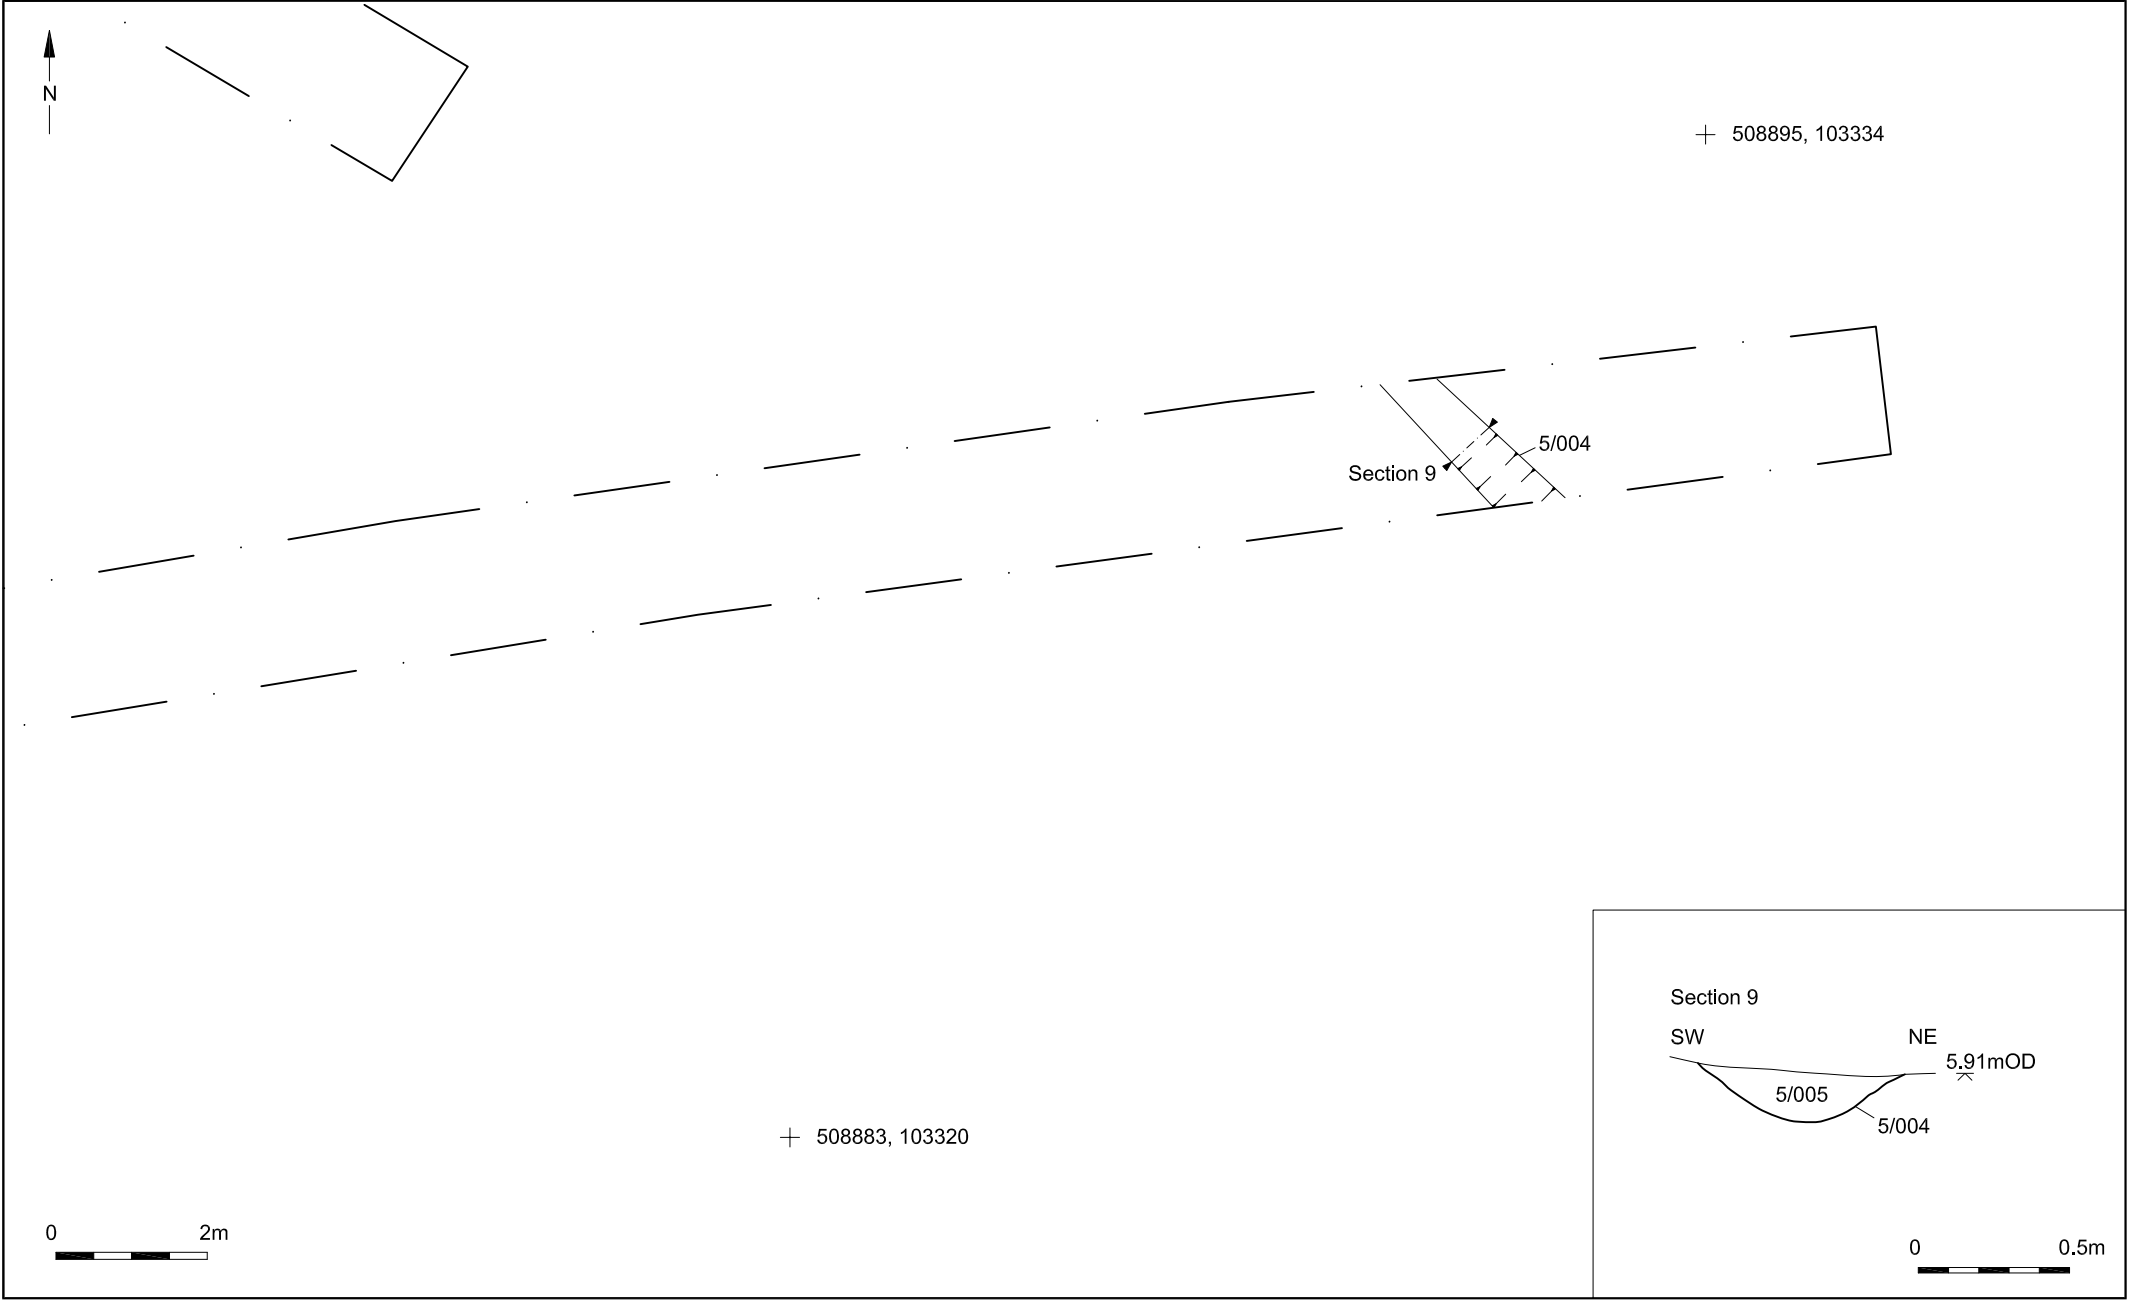 N
508895, 103334
5/004
Section 9
508883, 103320
0 2m
Section 9
SW NE
5.91mOD
5/005
5/004
0 0.5m